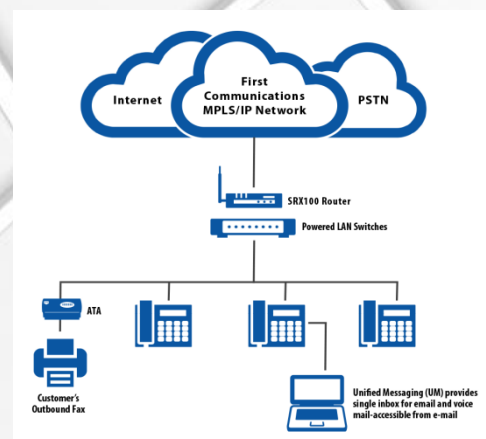 Internet
First
Communications
MPLS/IP Network
PSTN
SRX100 Router
Powered LAN Switches
ATA
Customer's
Outbound Fax
Unified Messaging (UM) provides
single inbox for email and voice
mail-accessible from e-mail